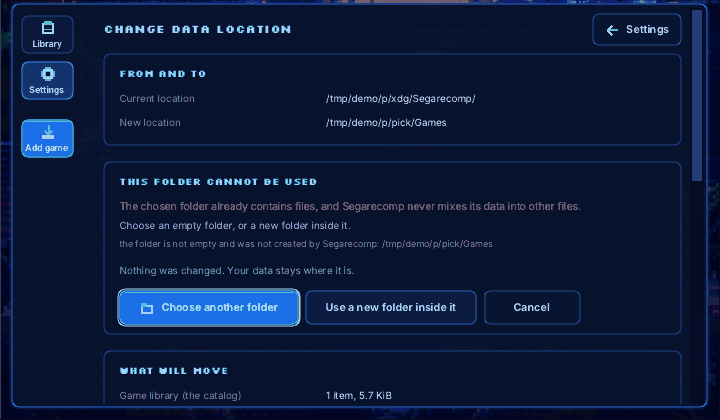 Library
Settings
Add game
CHANGE DATA LOCATION
Settings
FROM AND TO
Current location /tmp/demo/p/xdg/Segarecomp/
New location /tmp/demo/p/pick/Games
THIS FOLDER CANNOT BE USED
The chosen folder already contains files, and Segarecomp never mixes its data into other files.
Choose an empty folder, or a new folder inside it.
the folder is not empty and was not created by Segarecomp: /tmp/demo/p/pick/Games
Nothing was changed. Your data stays where it is.
Choose another folder
Use a new folder inside it
Cancel
WHAT WILL MOVE
Game library (the catalog) 1 item, 5.7 KiB